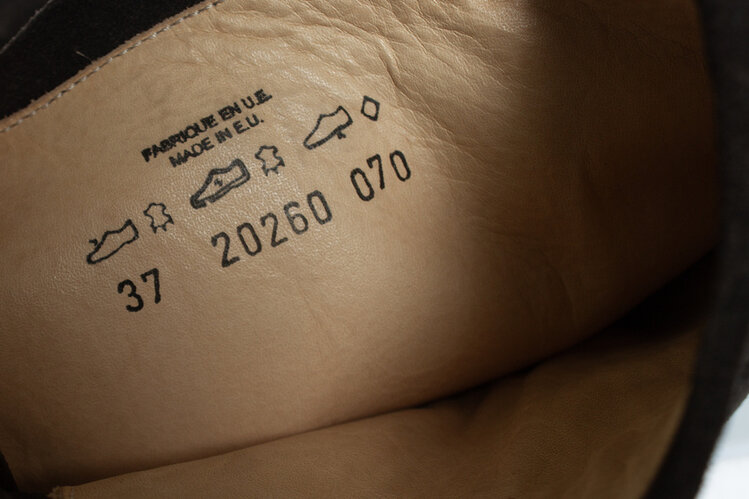 FABRIQUE EN U.E.
MADE IN E.U.
37 20260 070